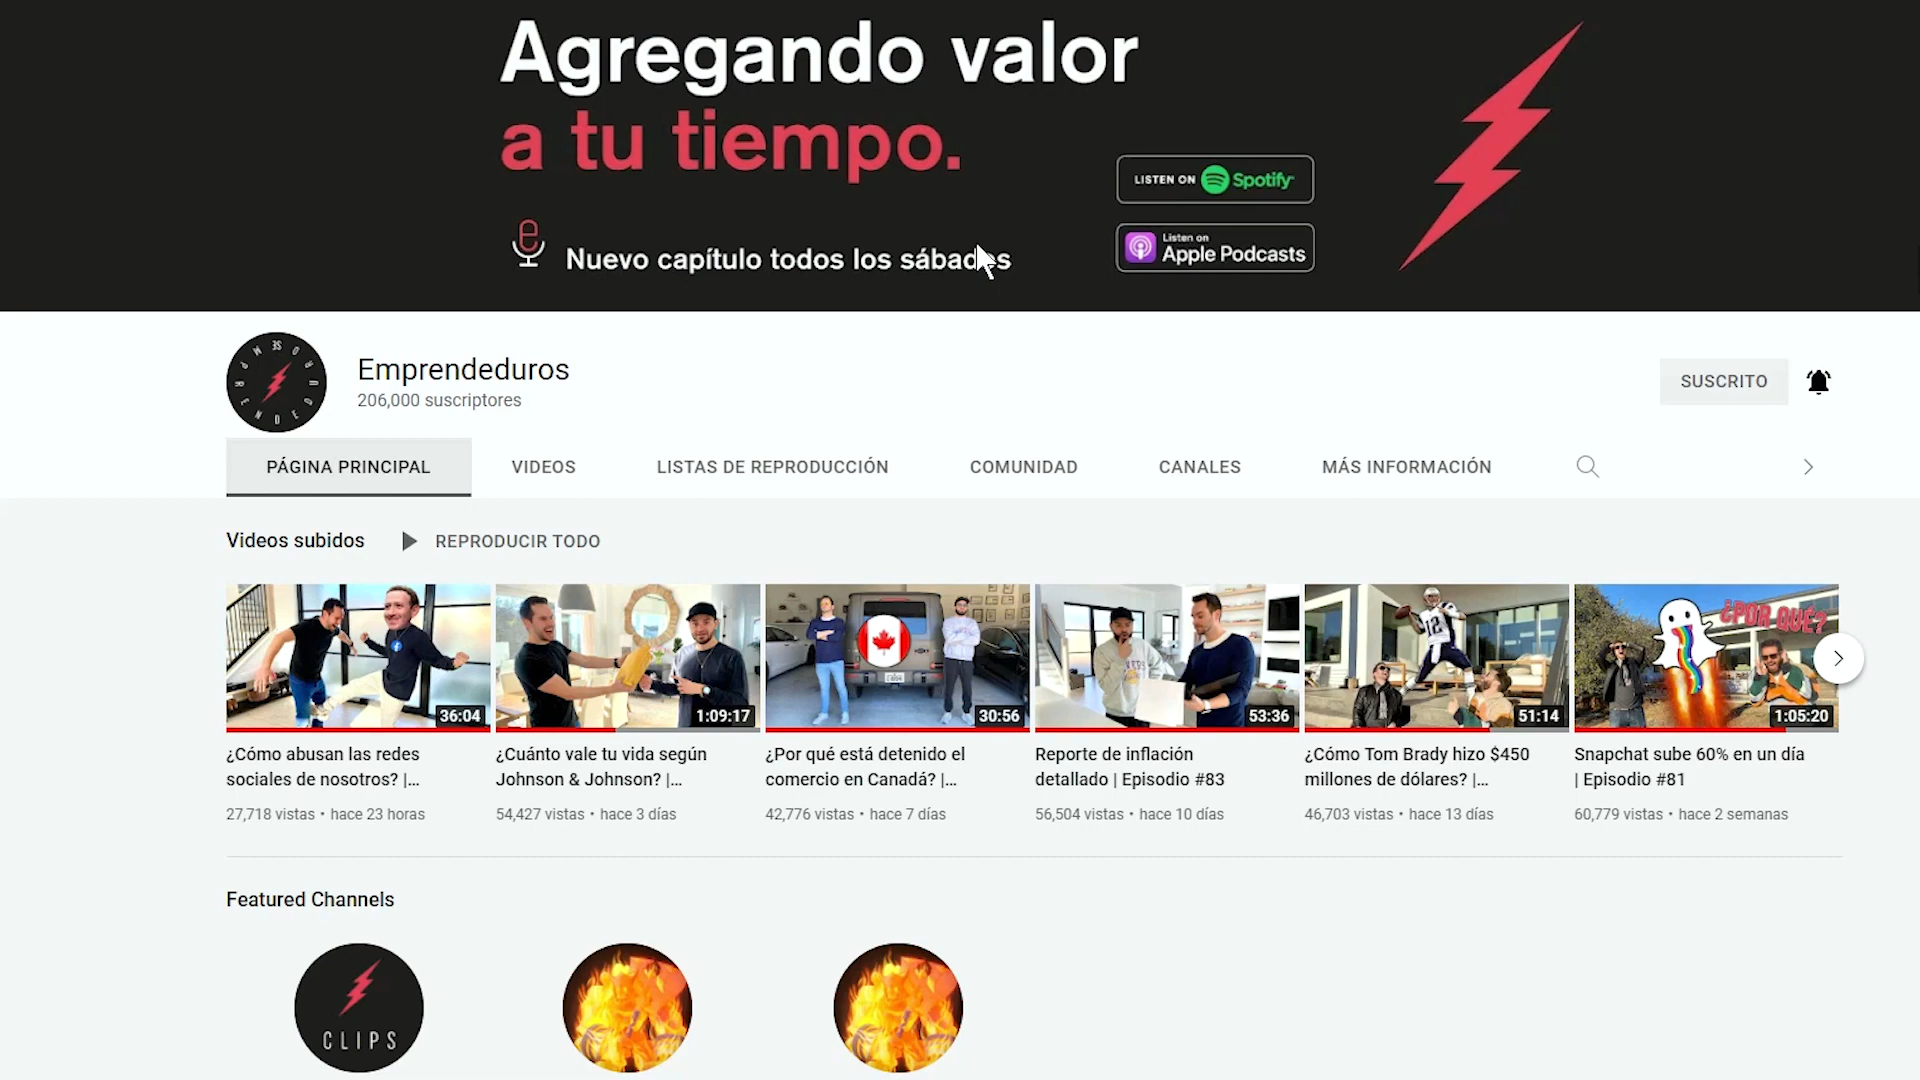 Agregando valor
a tu tiempo.
LISTEN ON Spotify
Nuevo capítulo todos los sábados
Listen on
Apple Podcasts
EMPRENDEDUROS
Emprendeduros
206,000 suscriptores
SUSCRITO
PÁGINA PRINCIPAL
VIDEOS
LISTAS DE REPRODUCCIÓN
COMUNIDAD
CANALES
MÁS INFORMACIÓN
Videos subidos
REPRODUCIR TODO
¿POR QUÉ?
12
36:04
1:09:17
30:56
53:36
51:14
1:05:20
¿Cómo abusan las redes
sociales de nosotros? |...
27,718 vistas • hace 23 horas
¿Cuánto vale tu vida según
Johnson & Johnson? |...
54,427 vistas • hace 3 días
¿Por qué está detenido el
comercio en Canadá? |...
42,776 vistas • hace 7 días
Reporte de inflación
detallado | Episodio #83
56,504 vistas • hace 10 días
¿Cómo Tom Brady hizo $450
millones de dólares? |...
46,703 vistas • hace 13 días
Snapchat sube 60% en un día
| Episodio #81
60,779 vistas • hace 2 semanas
Featured Channels
CLIPS